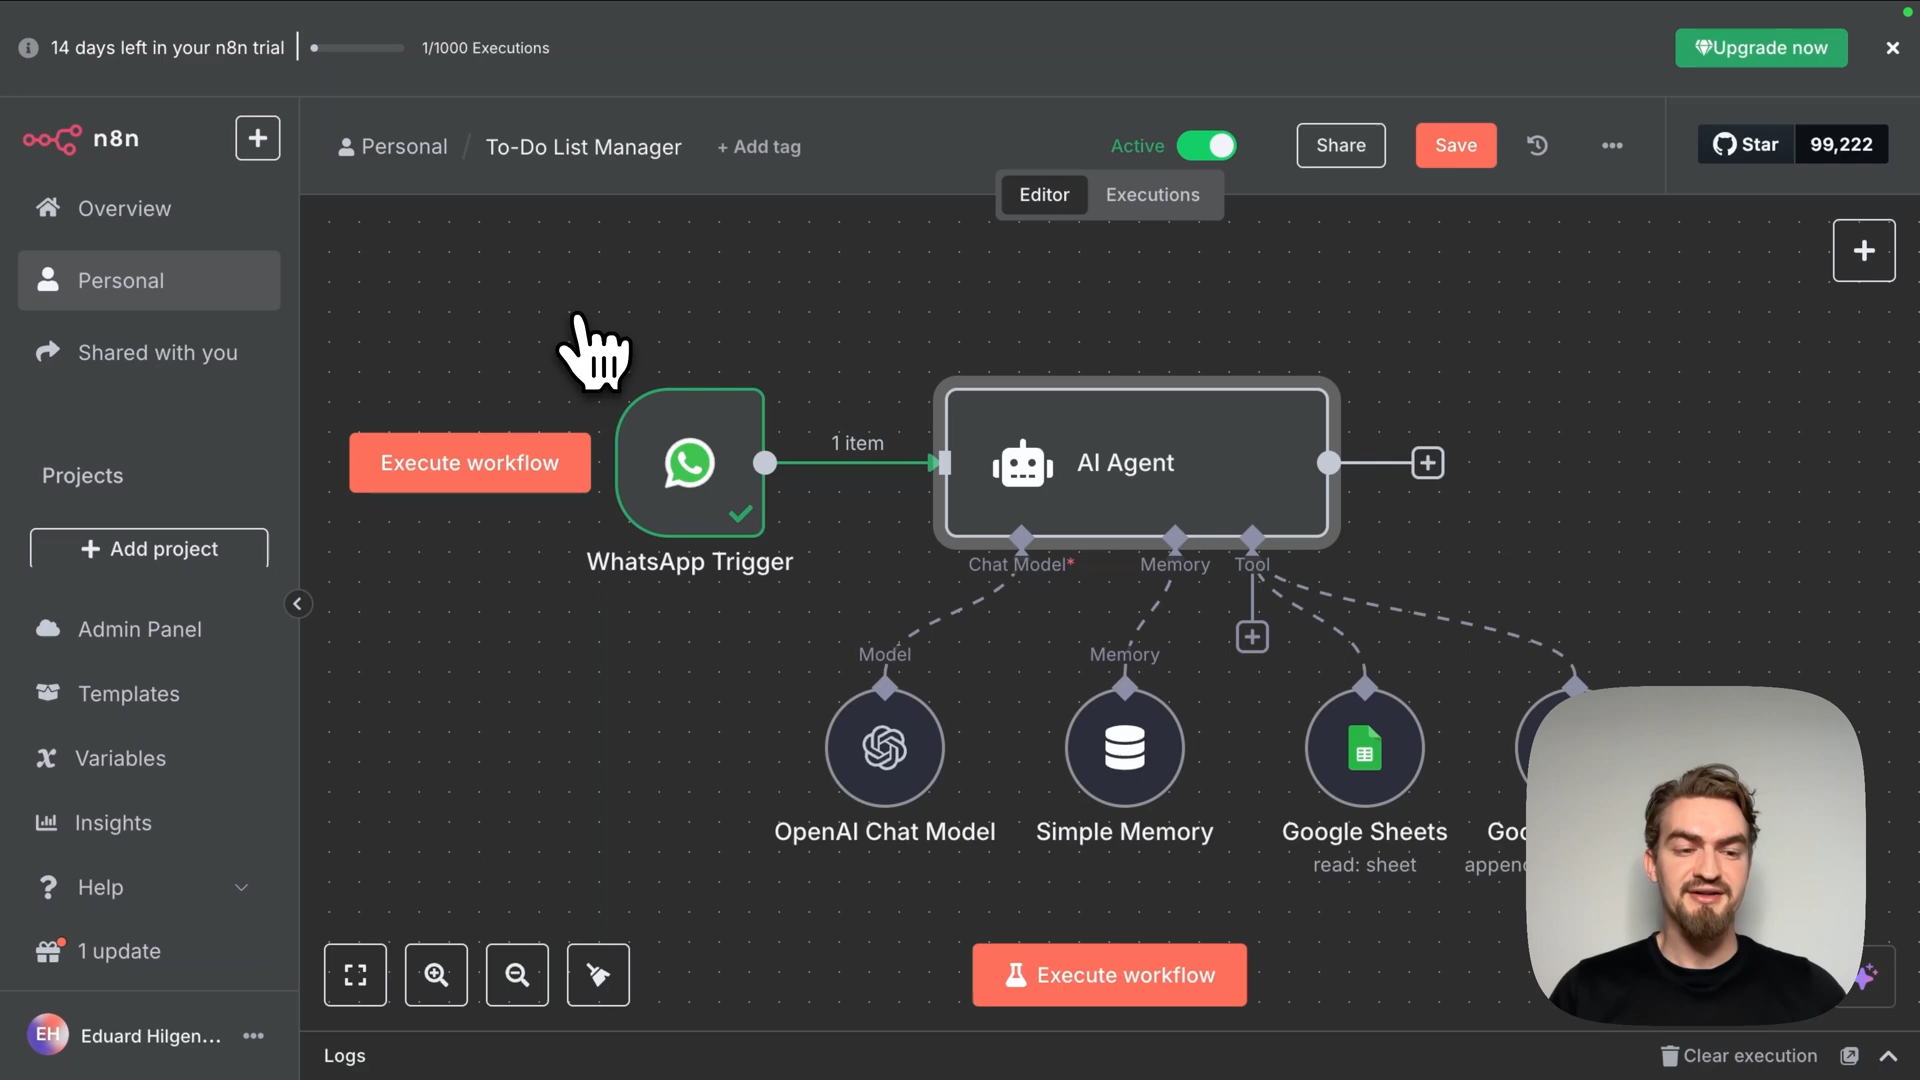 14 days left in your n8n trial
1/1000 Executions
Upgrade now
n8n
Personal / To-Do List Manager
+ Add tag
Active
Share
Save
Star
99,222
Editor
Executions
Overview
Personal
Shared with you
Projects
Add project
Admin Panel
Templates
Variables
Insights
Help
1 update
EH
Eduard Hilgen...
Execute workflow
WhatsApp Trigger
1 item
AI Agent
Chat Model*
Memory
Tool
Model
Memory
OpenAI Chat Model
Simple Memory
Google Sheets
read: sheet
Execute workflow
Logs
Clear execution